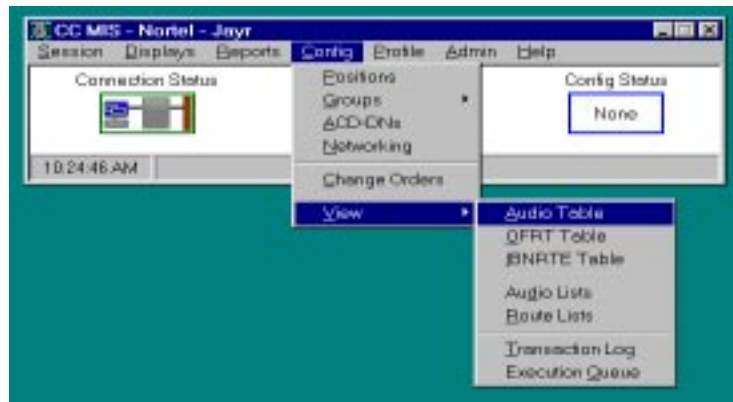 CC MIS - Nortel - Jayr
Session Displays Reports Config Profile Admin Help
Connection Status
Config Status
None
10:24:46 AM
Positions
Groups
ACD-DNs
Networking
Change Orders
View
Audio Table
OFRT Table
IBNRTE Table
Audio Lists
Route Lists
Transaction Log
Execution Queue